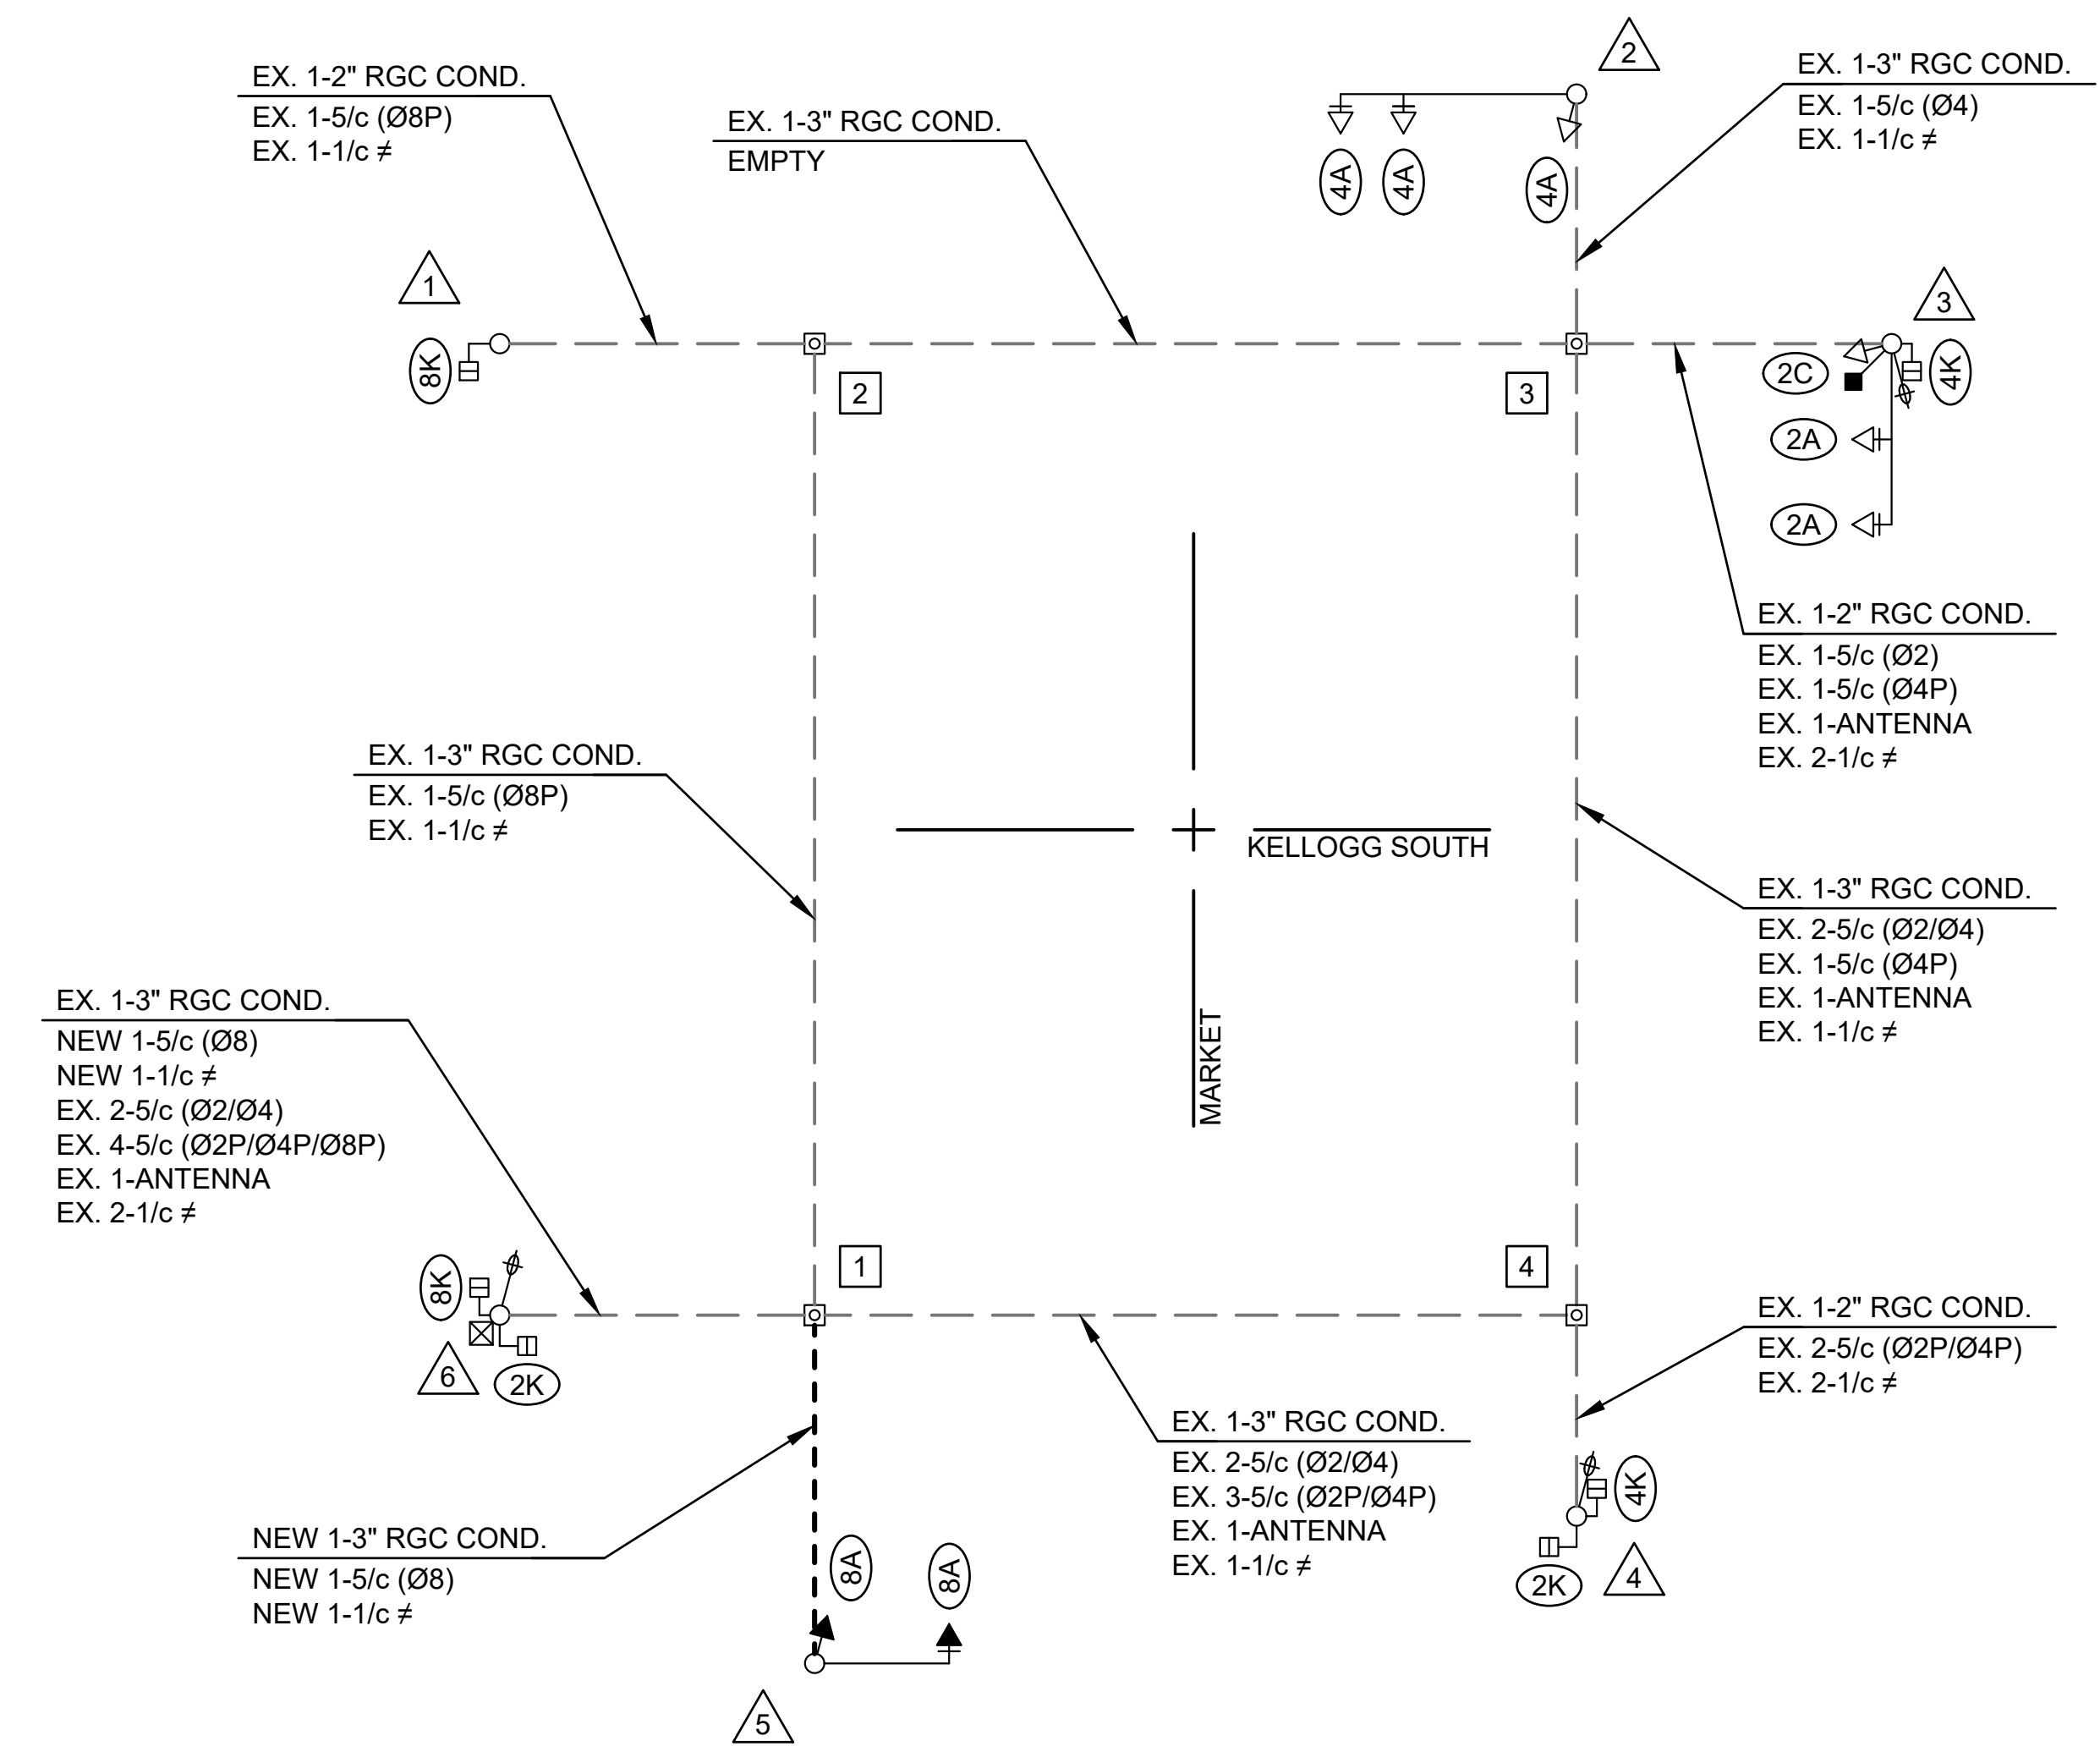 EX. 1-2" RGC COND.
EX. 1-5/c (Ø8P)
EX. 1-1/c ≠
EX. 1-3" RGC COND.
EMPTY
2
EX. 1-3" RGC COND.
EX. 1-5/c (Ø4)
EX. 1-1/c ≠
4A
4A
4A
1
8K
2
3
3
2C
4K
2A
2A
EX. 1-2" RGC COND.
EX. 1-5/c (Ø2)
EX. 1-5/c (Ø4P)
EX. 1-ANTENNA
EX. 2-1/c ≠
EX. 1-3" RGC COND.
EX. 1-5/c (Ø8P)
EX. 1-1/c ≠
KELLOGG SOUTH
MARKET
EX. 1-3" RGC COND.
EX. 2-5/c (Ø2/Ø4)
EX. 1-5/c (Ø4P)
EX. 1-ANTENNA
EX. 1-1/c ≠
EX. 1-3" RGC COND.
NEW 1-5/c (Ø8)
NEW 1-1/c ≠
EX. 2-5/c (Ø2/Ø4)
EX. 4-5/c (Ø2P/Ø4P/Ø8P)
EX. 1-ANTENNA
EX. 2-1/c ≠
1
4
8K
6
2K
EX. 1-2" RGC COND.
EX. 2-5/c (Ø2P/Ø4P)
EX. 2-1/c ≠
EX. 1-3" RGC COND.
EX. 2-5/c (Ø2/Ø4)
EX. 3-5/c (Ø2P/Ø4P)
EX. 1-ANTENNA
EX. 1-1/c ≠
4K
2K
4
NEW 1-3" RGC COND.
NEW 1-5/c (Ø8)
NEW 1-1/c ≠
8A
8A
5